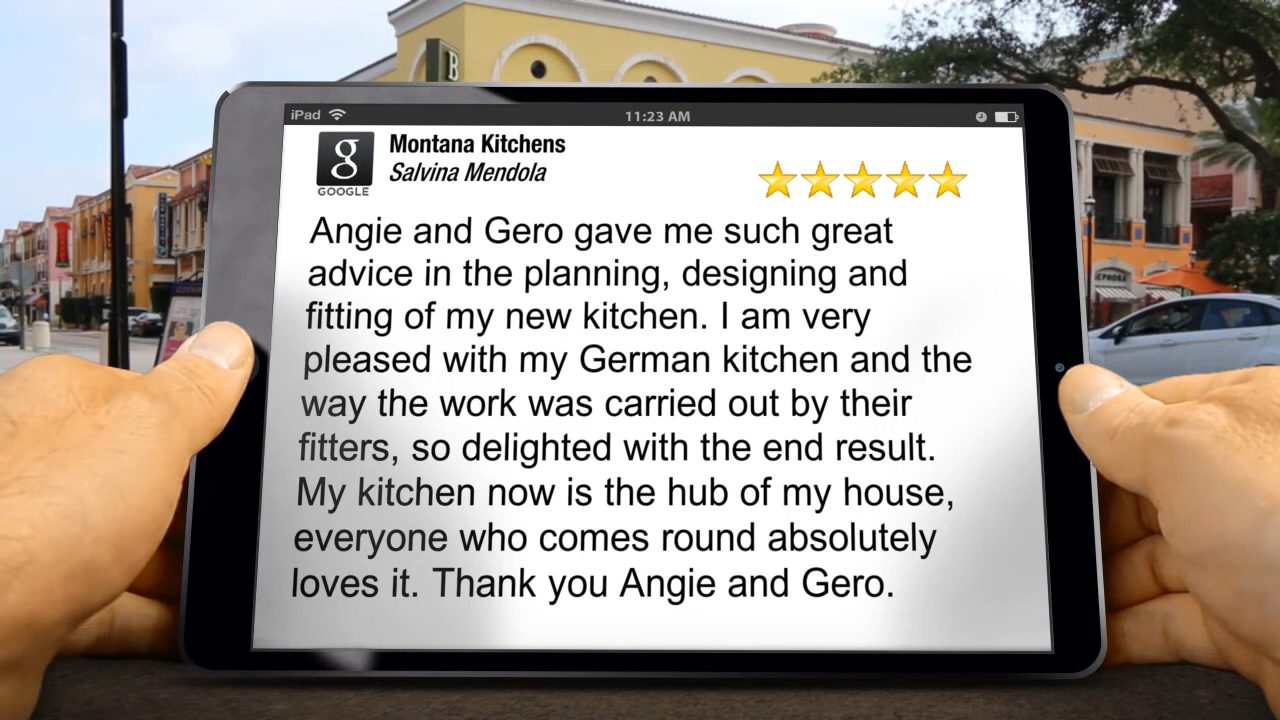 B
iPad 11:23 AM
g
GOOGLE
Montana Kitchens
Salvina Mendola
Angie and Gero gave me such great
advice in the planning, designing and
fitting of my new kitchen. I am very
pleased with my German kitchen and the
way the work was carried out by their
fitters, so delighted with the end result.
My kitchen now is the hub of my house,
everyone who comes round absolutely
loves it. Thank you Angie and Gero.
SEPHORA